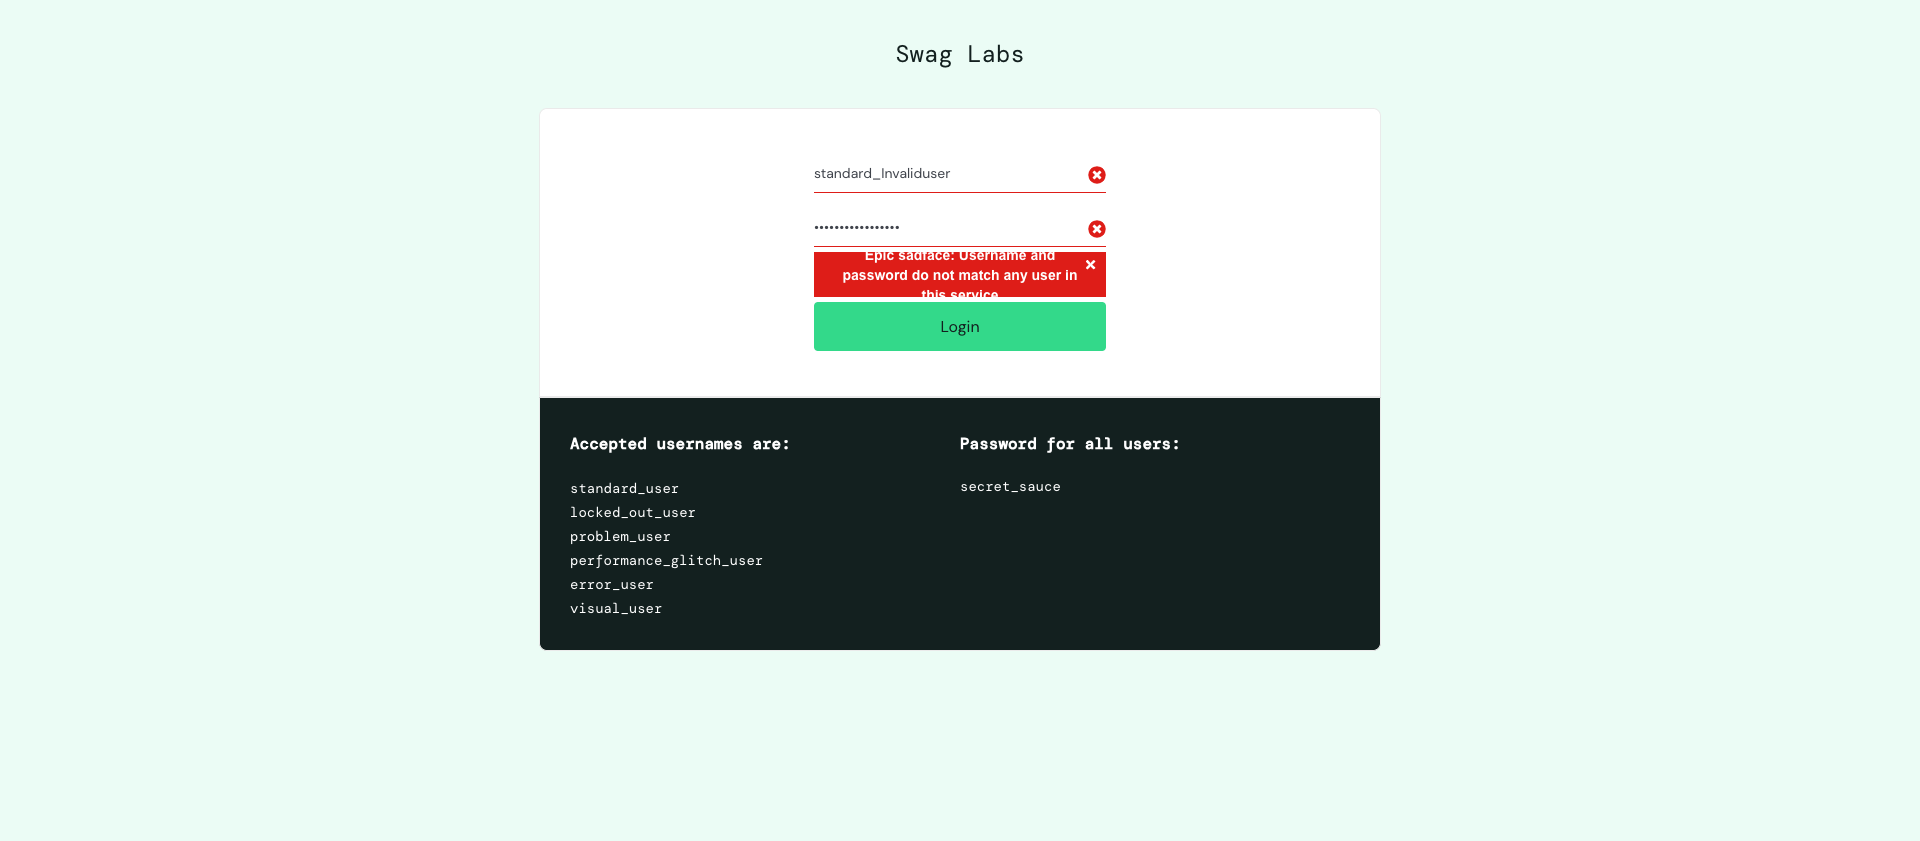 Swag Labs
standard_Invaliduser
•••••••••••••••••
Epic sadface: Username and
password do not match any user in
this service
Login
Accepted usernames are:
standard_user
locked_out_user
problem_user
performance_glitch_user
error_user
visual_user
Password for all users:
secret_sauce